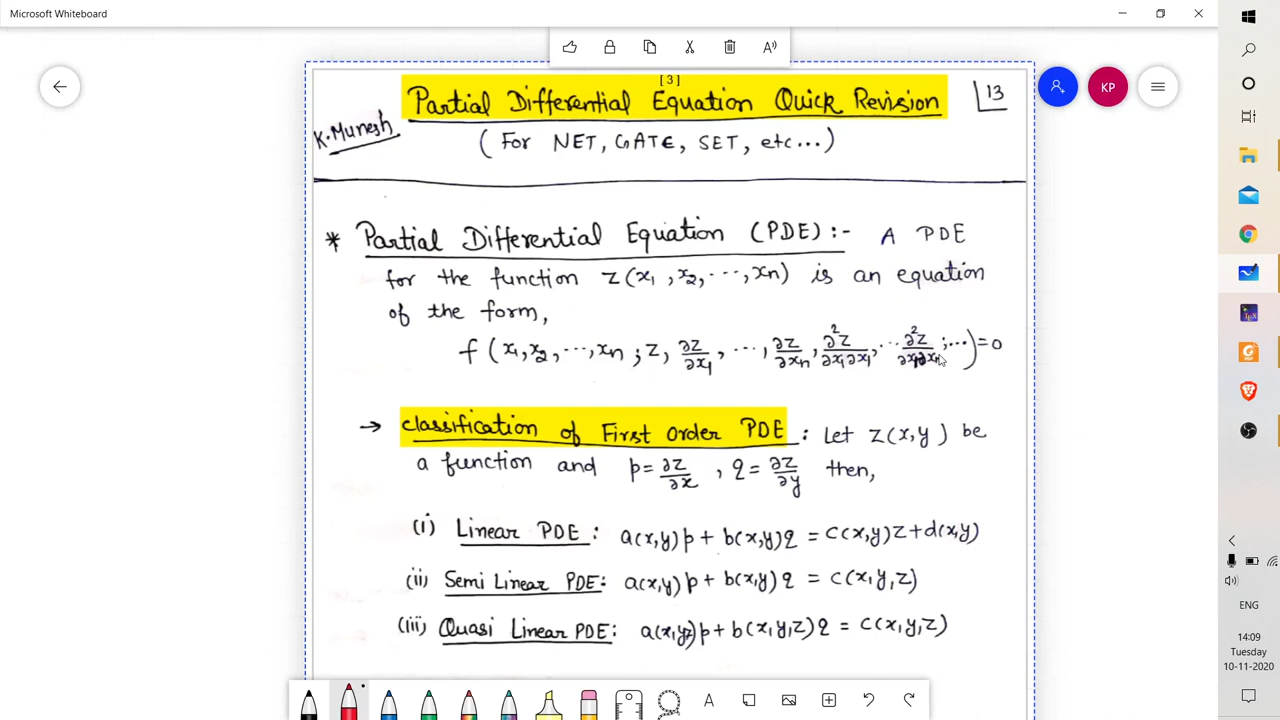 Microsoft Whiteboard
[3]
Partial Differential Equation Quick Revision
13
K.Munesh
(For NET, GATE, SET, etc...)
KP
* Partial Differential Equation (PDE) :- A PDE
for the function z(x₁, x₂, ..., xₙ) is an equation
of the form,
f(x₁, x₂, ..., xₙ; z, ∂z/∂x₁, ..., ∂z/∂xₙ, ∂²z/∂x₁∂x₁, ... ∂²z/∂x₁∂xₙ; ...) = 0
→ Classification of First Order PDE : Let z(x,y) be
a function and p = ∂z/∂x, q = ∂z/∂y then,
(i) Linear PDE : a(x,y)p + b(x,y)q = c(x,y)z + d(x,y)
(ii) Semi Linear PDE: a(x,y)p + b(x,y)q = c(x,y,z)
(iii) Quasi Linear PDE: a(x,y,z)p + b(x,y,z)q = c(x,y,z)
ENG
14:09
Tuesday
10-11-2020